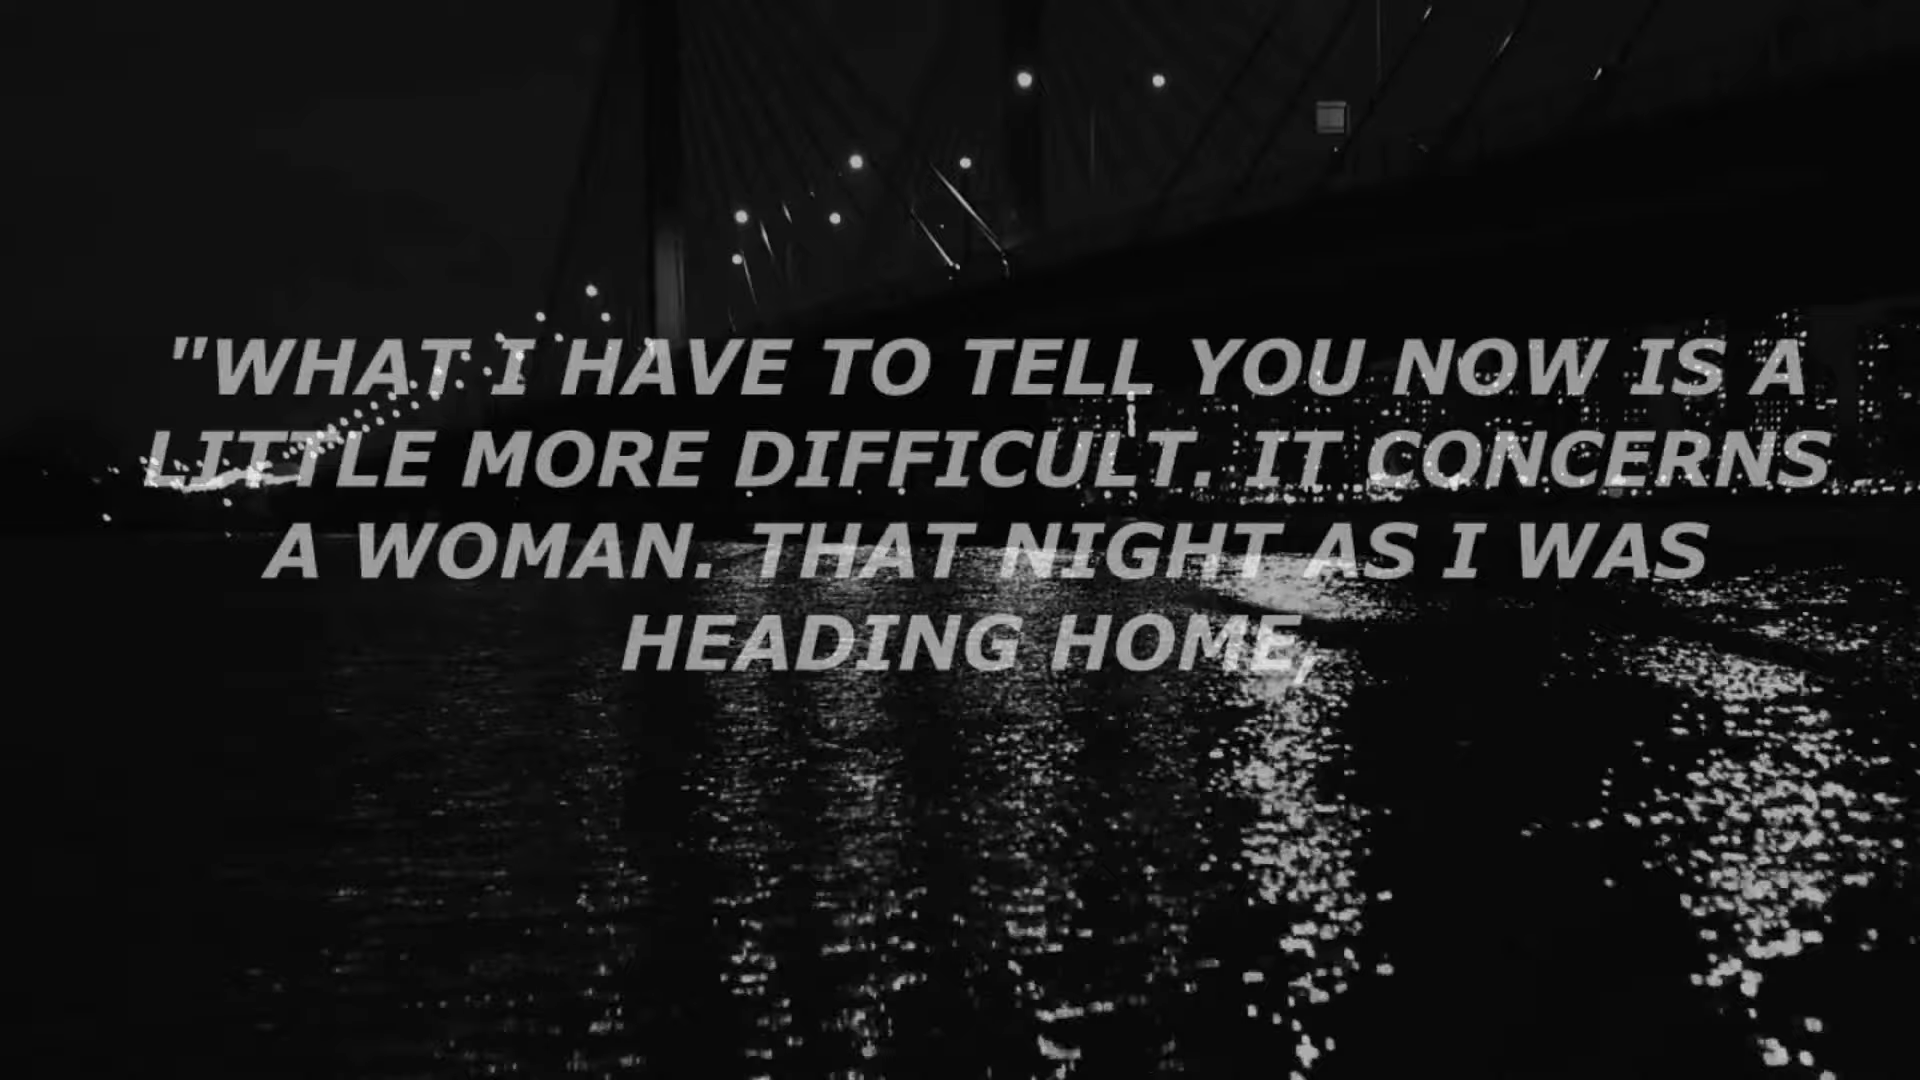 "WHAT I HAVE TO TELL YOU NOW IS A
LITTLE MORE DIFFICULT. IT CONCERNS
A WOMAN. THAT NIGHT AS I WAS
HEADING HOME,